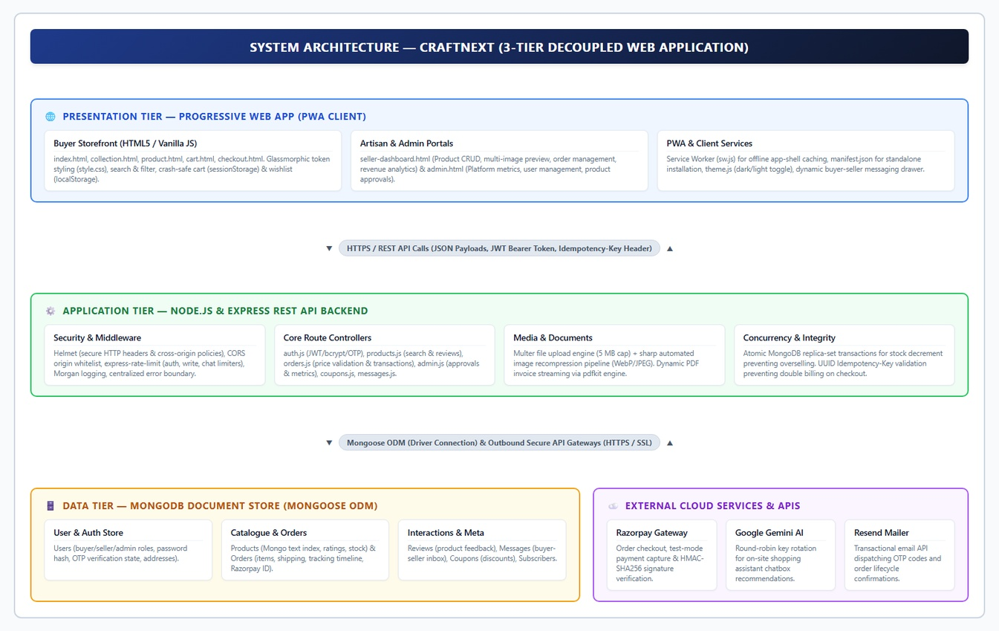 SYSTEM ARCHITECTURE — CRAFTNEXT (3-TIER DECOUPLED WEB APPLICATION)
PRESENTATION TIER — PROGRESSIVE WEB APP (PWA CLIENT)
Buyer Storefront (HTML5 / Vanilla JS)
index.html, collection.html, product.html, cart.html, checkout.html. Glassmorphic token
styling (style.css), search & filter, crash-safe cart (sessionStorage) & wishlist
(localStorage).
Artisan & Admin Portals
seller-dashboard.html (Product CRUD, multi-image preview, order management,
revenue analytics) & admin.html (Platform metrics, user management, product
approvals).
PWA & Client Services
Service Worker (sw.js) for offline app-shell caching, manifest.json for standalone
installation, theme.js (dark/light toggle), dynamic buyer-seller messaging drawer.
▼ HTTPS / REST API Calls (JSON Payloads, JWT Bearer Token, Idempotency-Key Header) ▲
APPLICATION TIER — NODE.JS & EXPRESS REST API BACKEND
Security & Middleware
Helmet (secure HTTP headers & cross-origin policies), CORS
origin whitelist, express-rate-limit (auth, write, chat limiters),
Morgan logging, centralized error boundary.
Core Route Controllers
auth.js (JWT/bcrypt/OTP), products.js (search & reviews),
orders.js (price validation & transactions), admin.js (approvals
& metrics), coupons.js, messages.js.
Media & Documents
Multer file upload engine (5 MB cap) + sharp automated
image recompression pipeline (WebP/JPEG). Dynamic PDF
invoice streaming via pdfkit engine.
Concurrency & Integrity
Atomic MongoDB replica-set transactions for stock decrement
preventing overselling. UUID Idempotency-Key validation
preventing double billing on checkout.
▼ Mongoose ODM (Driver Connection) & Outbound Secure API Gateways (HTTPS / SSL) ▲
DATA TIER — MONGODB DOCUMENT STORE (MONGOOSE ODM)
User & Auth Store
Users (buyer/seller/admin roles, password
hash, OTP verification state, addresses).
Catalogue & Orders
Products (Mongo text index, ratings, stock) &
Orders (items, shipping, tracking timeline,
Razorpay ID).
Interactions & Meta
Reviews (product feedback), Messages (buyer-
seller inbox), Coupons (discounts), Subscribers.
EXTERNAL CLOUD SERVICES & APIS
Razorpay Gateway
Order checkout, test-mode
payment capture & HMAC-
SHA256 signature
verification.
Google Gemini AI
Round-robin key rotation
for on-site shopping
assistant chatbox
recommendations.
Resend Mailer
Transactional email API
dispatching OTP codes and
order lifecycle
confirmations.